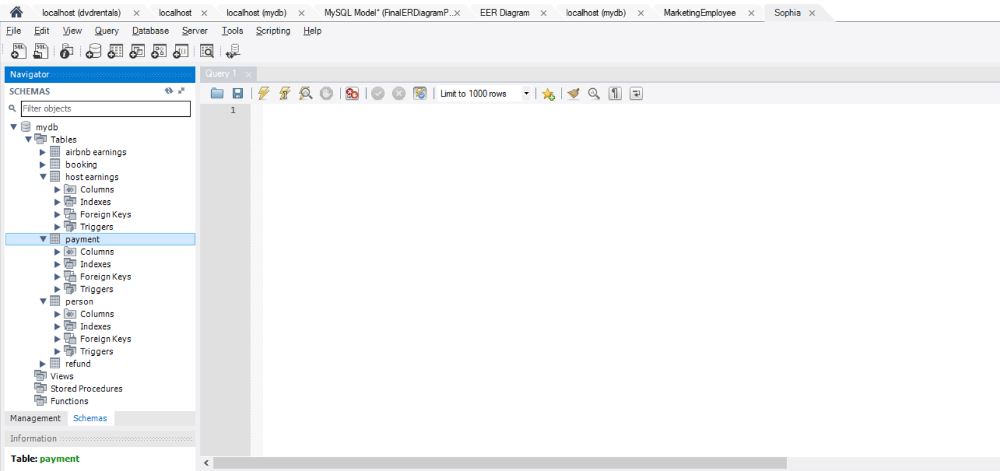 localhost (dvdrentals) localhost localhost (mydb) MySQL Model* (FinalERDiagramP... EER Diagram localhost (mydb) MarketingEmployee Sophia
File Edit View Query Database Server Tools Scripting Help
SQL SQL
Navigator
Query 1
SCHEMAS
Limit to 1000 rows
Filter objects
1
mydb
Tables
airbnb earnings
booking
host earnings
Columns
Indexes
Foreign Keys
Triggers
payment
Columns
Indexes
Foreign Keys
Triggers
person
Columns
Indexes
Foreign Keys
Triggers
refund
Views
Stored Procedures
Functions
Management Schemas
Information
Table: payment